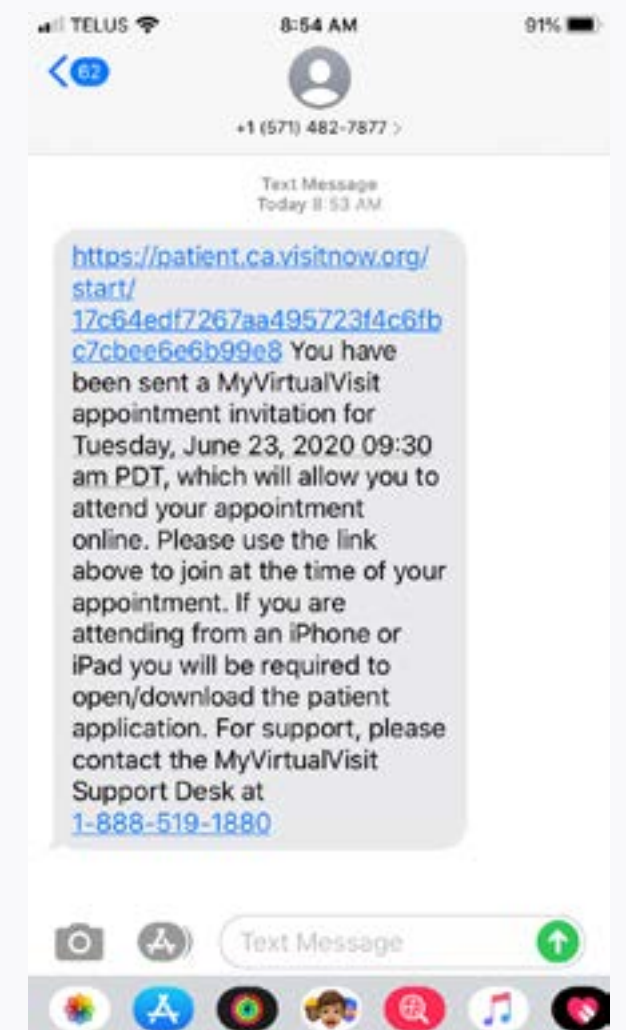 TELUS 8:54 AM 91%
62
+1 (571) 482-7877 >
Text Message
Today 8:53 AM
https://patient.ca.visitnow.org/
start/
17c64edf7267aa495723f4c6fb
c7cbee6e6b99e8 You have
been sent a MyVirtualVisit
appointment invitation for
Tuesday, June 23, 2020 09:30
am PDT, which will allow you to
attend your appointment
online. Please use the link
above to join at the time of your
appointment. If you are
attending from an iPhone or
iPad you will be required to
open/download the patient
application. For support, please
contact the MyVirtualVisit
Support Desk at
1-888-519-1880
Text Message